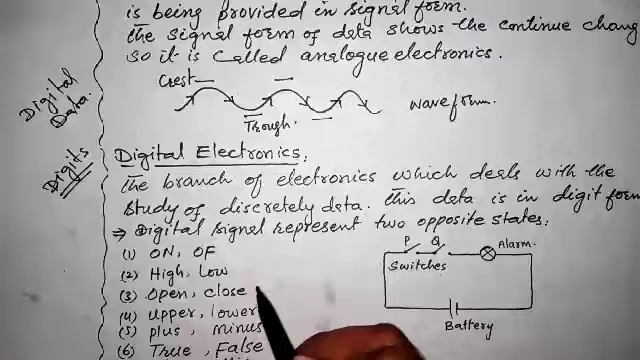 is being provided in signal form.
The signal form of data shows the continue chang
so it is called analogue electronics.
Crest
waveform.
Though.
Digital
Data.
Digits
Digital Electronics:
The branch of electronics which deals with the
study of discretely data. This data is in digit form
⇒ Digital signal represent two opposite states:
(1) ON, OF
(2) High, Low
(3) Open, close
(4) upper, lower
(5) plus, minus
(6) True, False
P Q
Switches
Alarm.
Battery